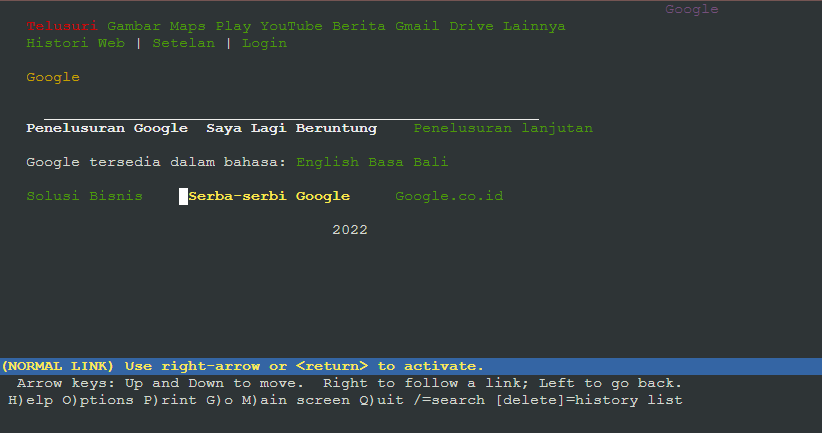 Google
Telusuri Gambar Maps Play YouTube Berita Gmail Drive Lainnya
Histori Web | Setelan | Login
Google
Penelusuran Google Saya Lagi Beruntung Penelusuran lanjutan
Google tersedia dalam bahasa: English Basa Bali
Solusi Bisnis Serba-serbi Google Google.co.id
2022
(NORMAL LINK) Use right-arrow or <return> to activate.
Arrow keys: Up and Down to move. Right to follow a link; Left to go back.
H)elp O)ptions P)rint G)o M)ain screen Q)uit /=search [delete]=history list